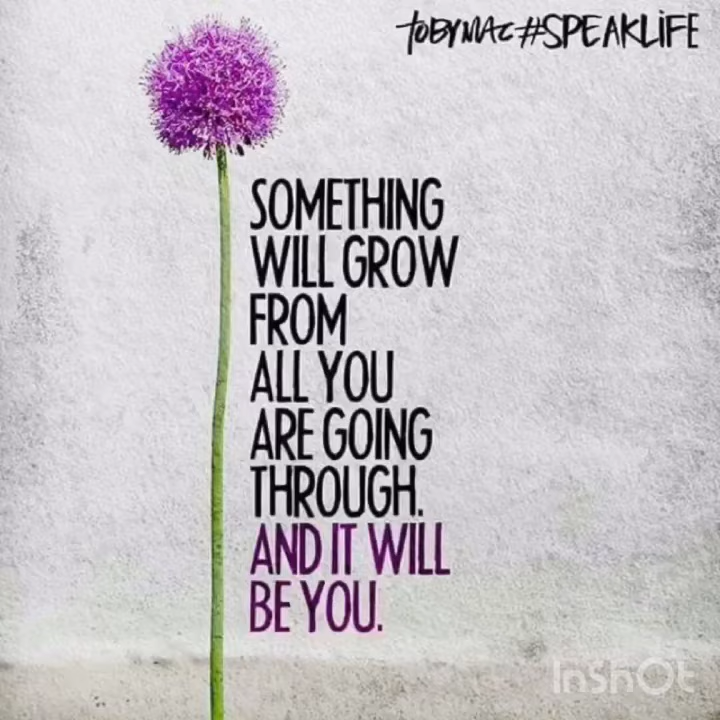 TOBYMAC #SPEAKLIFE
SOMETHING
WILL GROW
FROM
ALL YOU
ARE GOING
THROUGH.
AND IT WILL
BE YOU.
InShOt